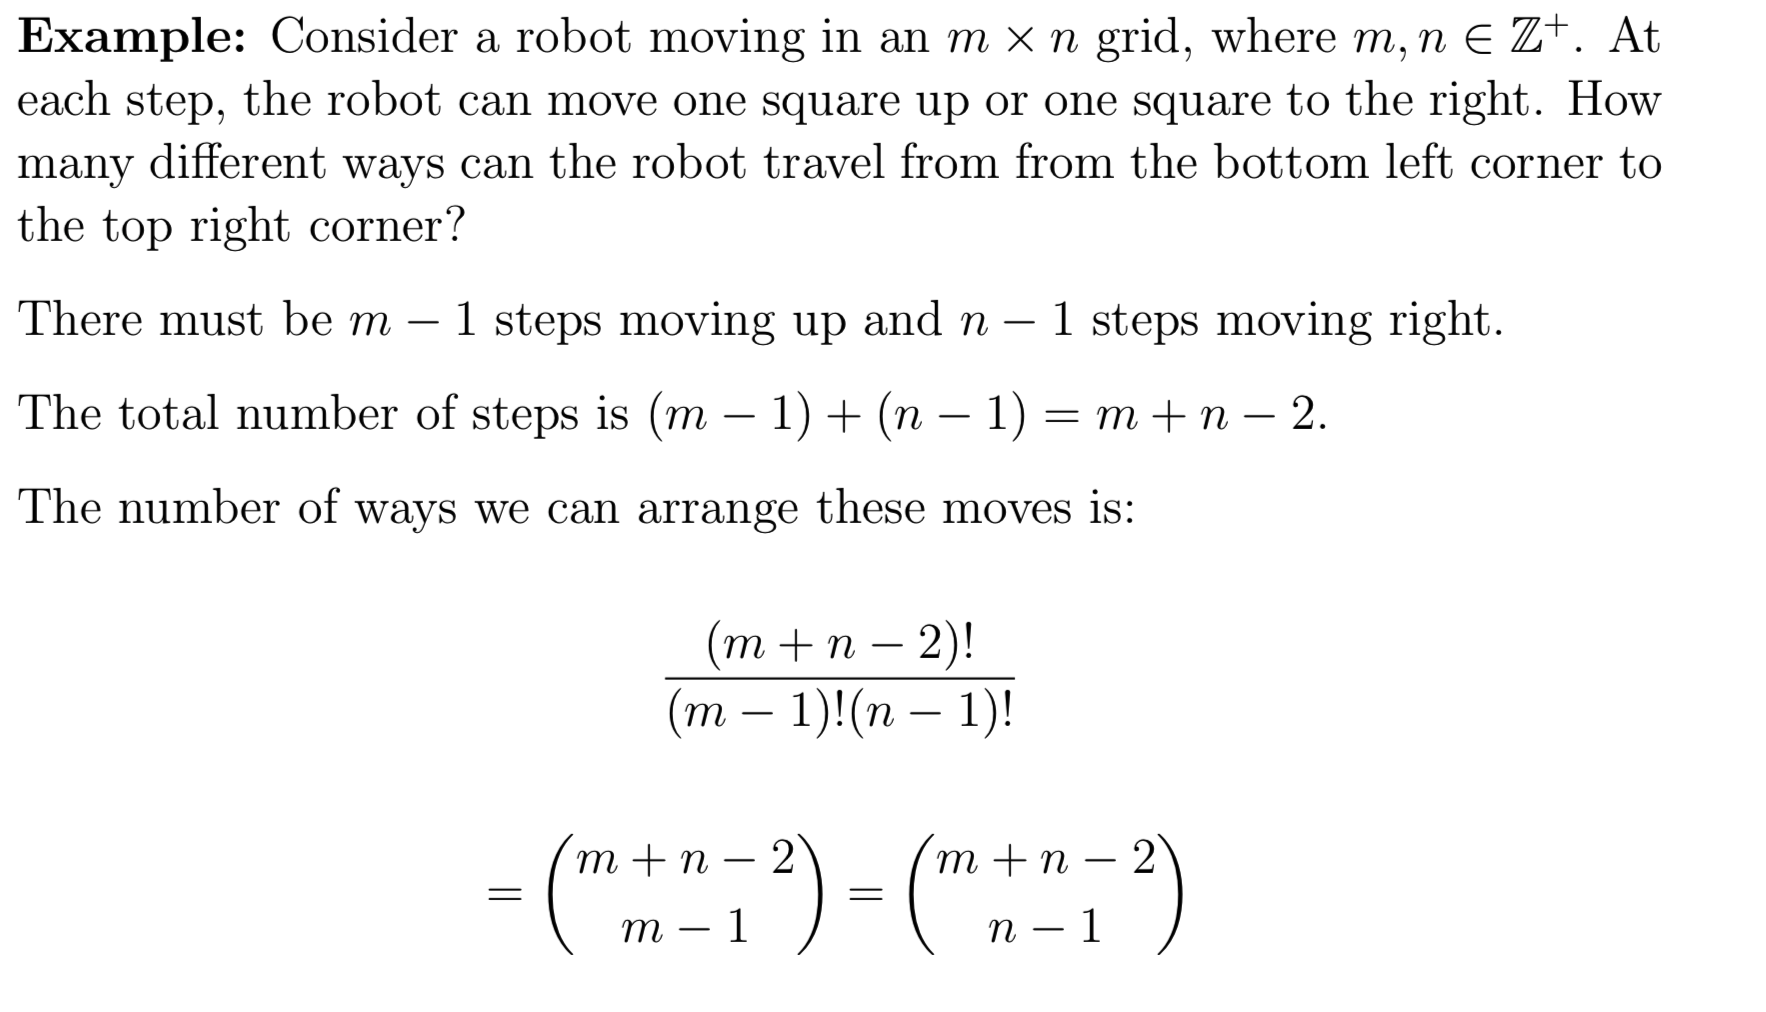 Example: Consider a robot moving in an m × n grid, where m, n ∈ ℤ⁺. At
each step, the robot can move one square up or one square to the right. How
many different ways can the robot travel from from the bottom left corner to
the top right corner?
There must be m − 1 steps moving up and n − 1 steps moving right.
The total number of steps is (m − 1) + (n − 1) = m + n − 2.
The number of ways we can arrange these moves is:
(m + n − 2)!
(m − 1)!(n − 1)!
= (m + n − 2 \\ m − 1) = (m + n − 2 \\ n − 1)